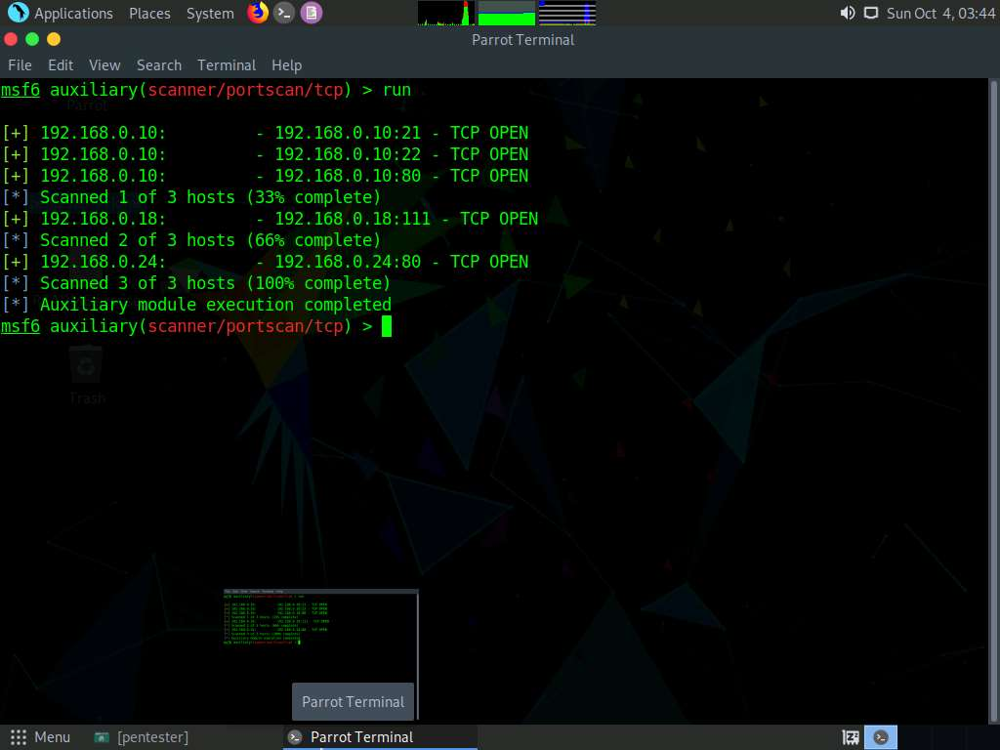 Applications Places System Sun Oct 4, 03:44
Parrot Terminal
File Edit View Search Terminal Help
msf6 auxiliary(scanner/portscan/tcp) > run
Parrot
[+] 192.168.0.10: - 192.168.0.10:21 - TCP OPEN
[+] 192.168.0.10: - 192.168.0.10:22 - TCP OPEN
[+] 192.168.0.10: - 192.168.0.10:80 - TCP OPEN
[*] Scanned 1 of 3 hosts (33% complete)
[+] 192.168.0.18: - 192.168.0.18:111 - TCP OPEN
[*] Scanned 2 of 3 hosts (66% complete)
[+] 192.168.0.24: - 192.168.0.24:80 - TCP OPEN
[*] Scanned 3 of 3 hosts (100% complete)
[*] Auxiliary module execution completed
msf6 auxiliary(scanner/portscan/tcp) >
Trash
Parrot Terminal
Menu [pentester] Parrot Terminal